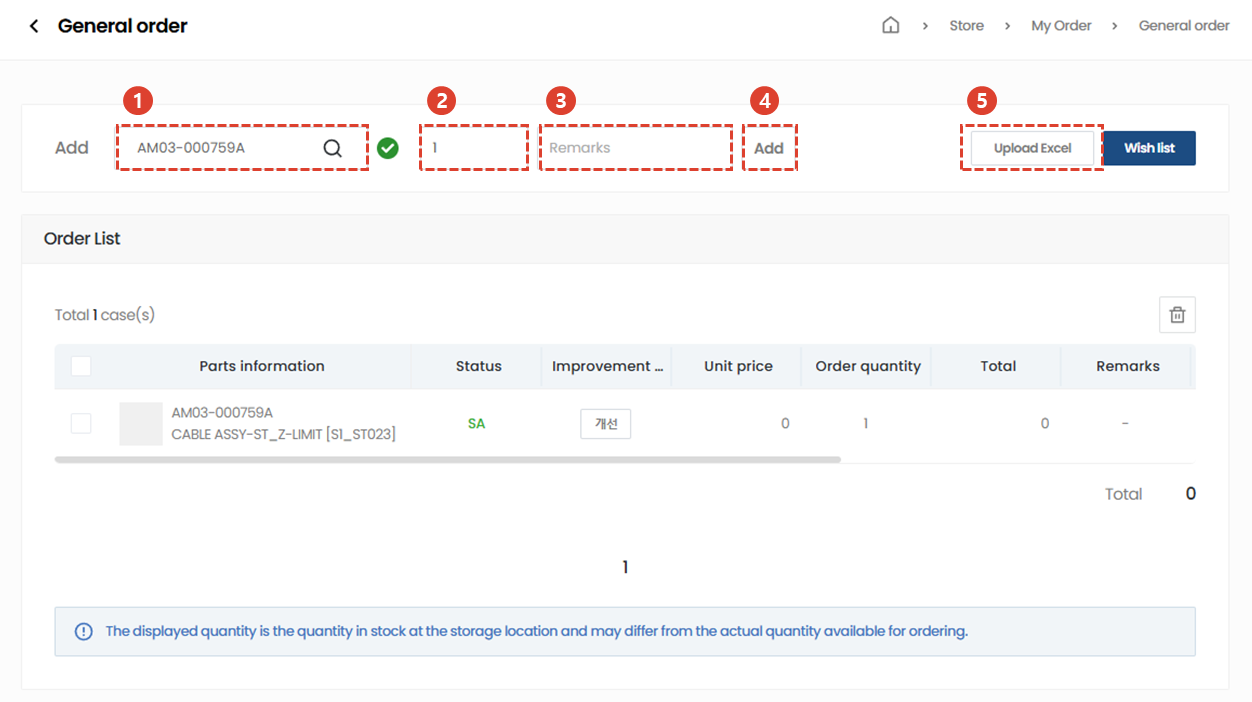 General order
Store > My Order > General order
1 2 3 4 5
Add AM03-000759A 1 Remarks Add Upload Excel Wish list
Order List
Total 1 case(s)
Parts information Status Improvement ... Unit price Order quantity Total Remarks
AM03-000759A
CABLE ASSY-ST_Z-LIMIT [S1_ST023] SA 개선 0 1 0 -
Total 0
1
The displayed quantity is the quantity in stock at the storage location and may differ from the actual quantity available for ordering.